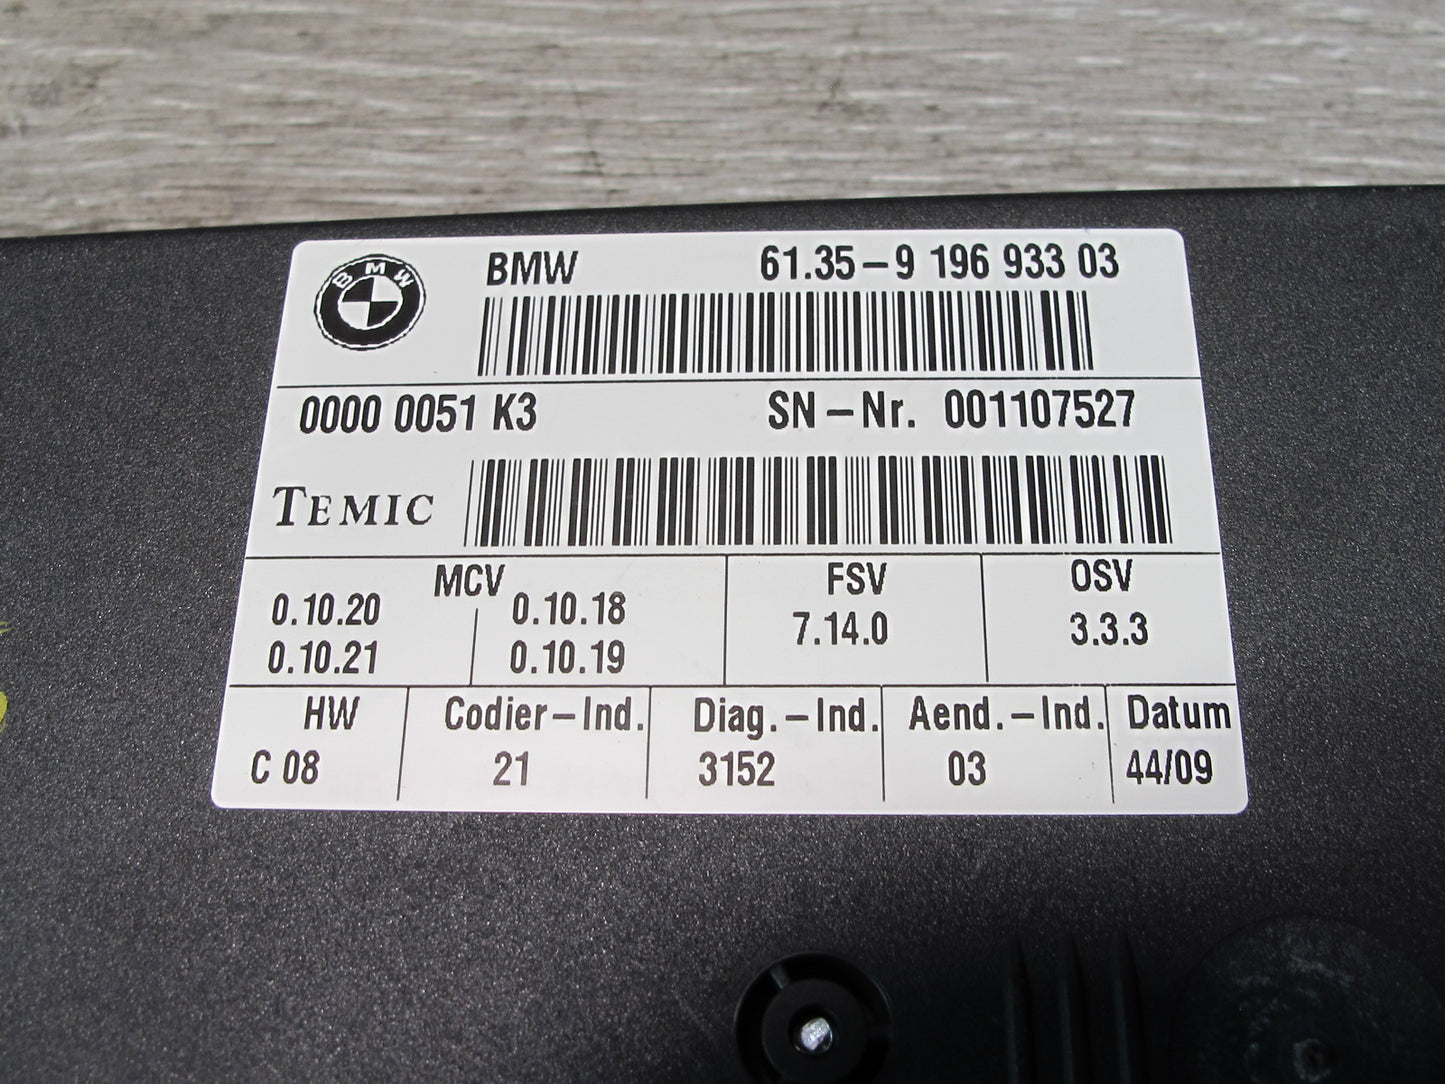 BMW
BMW 61.35-9 196 933 03
0000 0051 K3 SN-Nr. 001107527
TEMIC
MCV FSV OSV
0.10.20 0.10.18 7.14.0 3.3.3
0.10.21 0.10.19
HW Codier-Ind. Diag.-Ind. Aend.-Ind. Datum
C 08 21 3152 03 44/09